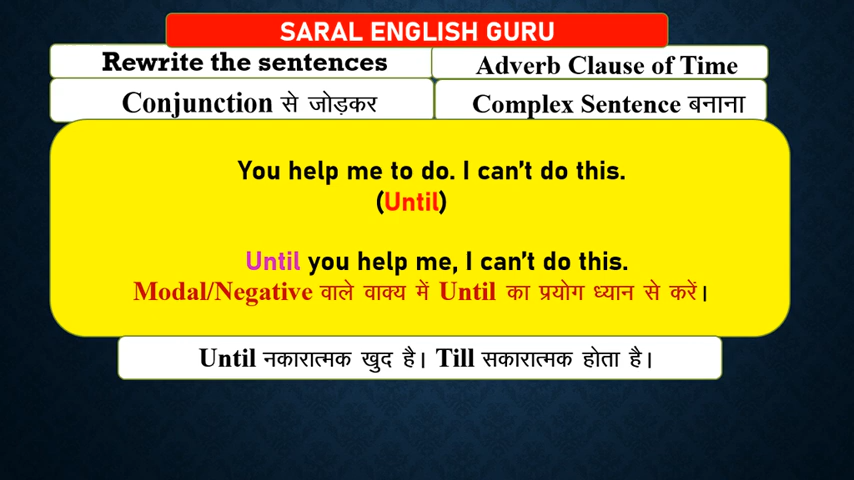 SARAL ENGLISH GURU
Rewrite the sentences
Adverb Clause of Time
Conjunction से जोड़कर
Complex Sentence बनाना
You help me to do. I can't do this.
(Until)
Until you help me, I can't do this.
Modal/Negative वाले वाक्य में Until का प्रयोग ध्यान से करें।
Until नकारात्मक खुद है। Till सकारात्मक होता है।